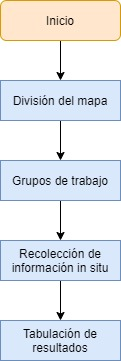 Inicio
División del mapa
Grupos de trabajo
Recolección de
información in situ
Tabulación de
resultados